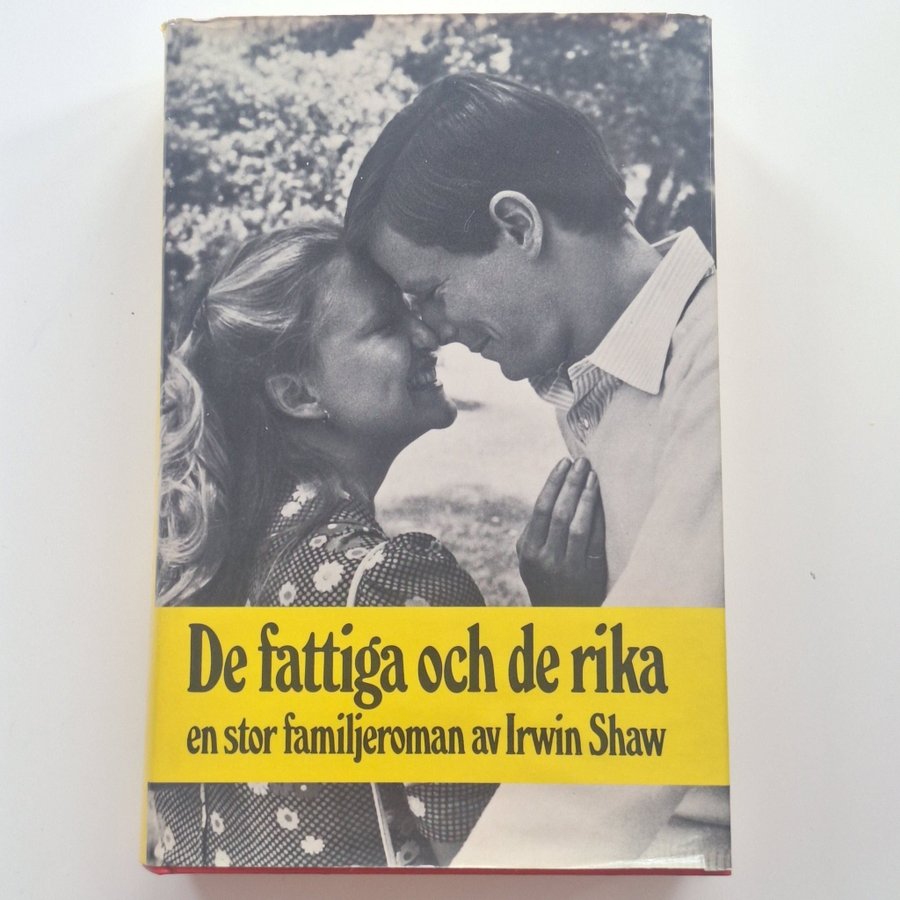 De fattiga och de rika
en stor familjeroman av Irwin Shaw